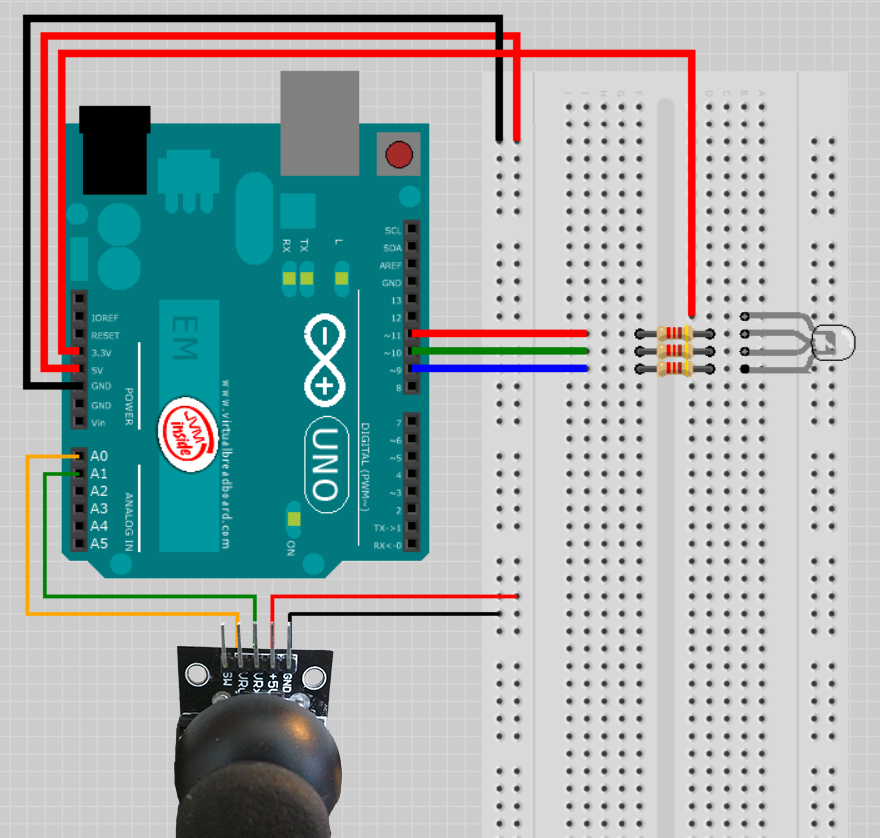 J I H G F
D C B A
RX TX L
SCL
SDA
AREF
GND
13
12
~11
~10
~9
8
IOREF
RESET
3.3V
5V
GND
GND
Vin
POWER
EM
www.virtualbreadboard.com
JVM
inside
UNO
DIGITAL (PWM~)
7
~6
~5
4
~3
2
TX->1
RX<-0
A0
A1
A2
A3
A4
A5
ANALOG IN
ON
SW
VRy
VRx
+5V
GND